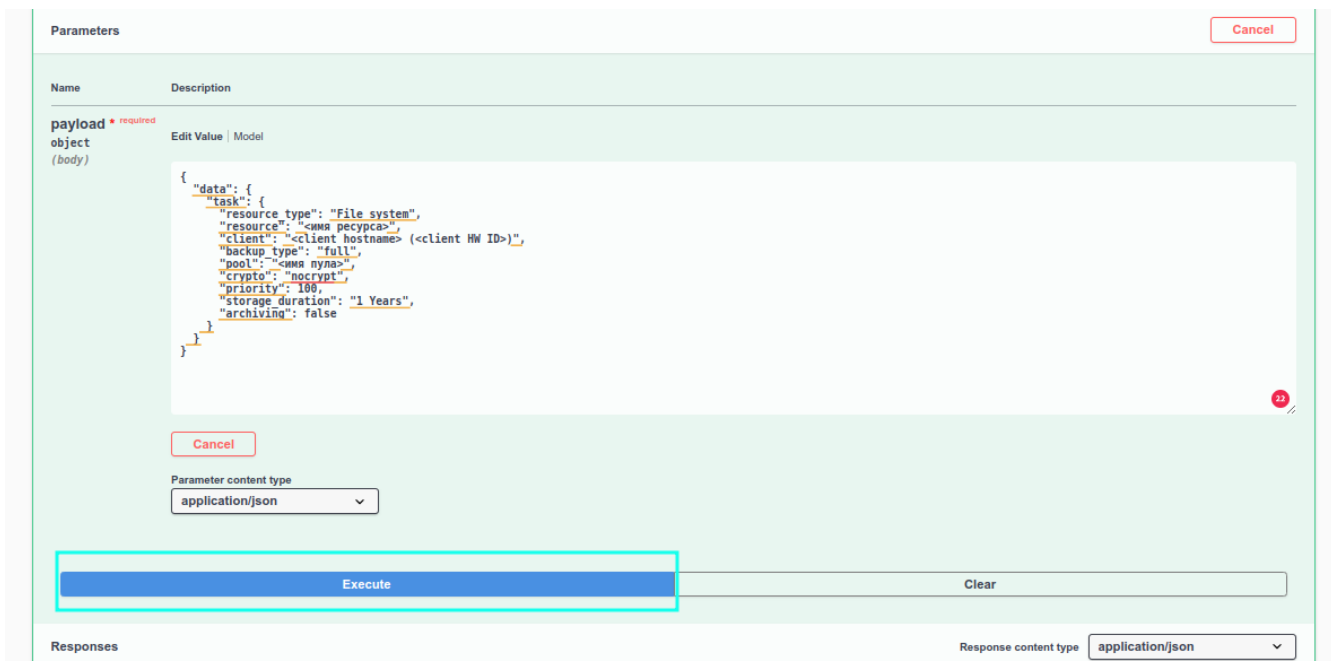 Parameters
Cancel
Name Description
payload * required
object
(body)
Edit Value | Model
{
"data": {
"task": {
"resource_type": "File system",
"resource": "<имя ресурса>",
"client": "<client hostname> (<client HW ID>)",
"backup_type": "full",
"pool": "<имя пула>",
"crypto": "nocrypt",
"priority": 100,
"storage_duration": "1 Years",
"archiving": false
}
}
}
22
Cancel
Parameter content type
application/json
Execute
Clear
Responses
Response content type
application/json